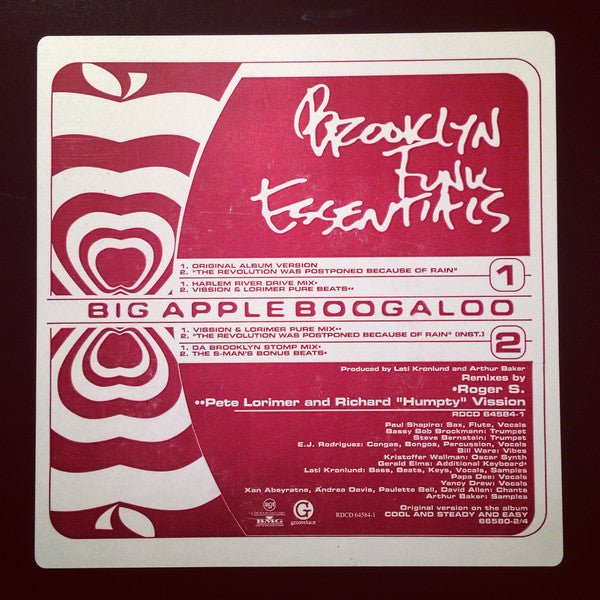 BROOKLYN
FUNK
ESSENTIALS
1. ORIGINAL ALBUM VERSION
2. "THE REVOLUTION WAS POSTPONED BECAUSE OF RAIN"
1. HARLEM RIVER DRIVE MIX•
2. VISSION & LORIMER PURE BEATS••
1
BIG APPLE BOOGALOO
1. VISSION & LORIMER PURE MIX••
2. "THE REVOLUTION WAS POSTPONED BECAUSE OF RAIN" (INST.)
1. DA BROOKLYN STOMP MIX•
2. THE S-MAN'S BONUS BEATS•
2
Produced by Lati Kronlund and Arthur Baker
Remixes by
•Roger S.
••Pete Lorimer and Richard "Humpty" Vission
RDCD 64584-1
Paul Shapiro: Sax, Flute, Vocals
Bassy Bob Brockmann: Trumpet
Steve Bernstein: Trumpet
E.J. Rodriguez: Congas, Bongos, Percussion, Vocals
Bill Ware: Vibes
Kristoffer Wallman: Oscar Synth
Gerald Elms: Additional Keyboard•
Lati Kronlund: Bass, Beats, Keys, Vocals, Samples
Papa Dee: Vocals
Yancy Drew: Vocals
Xan Abeyratne, Andrea Davis, Paulette Bell, David Allen: Chants
Arthur Baker: Samples
Original version on the album
COOL AND STEADY AND EASY
66580-2/4
RCA
BMG
G
groovetown
RDCD 64584-1